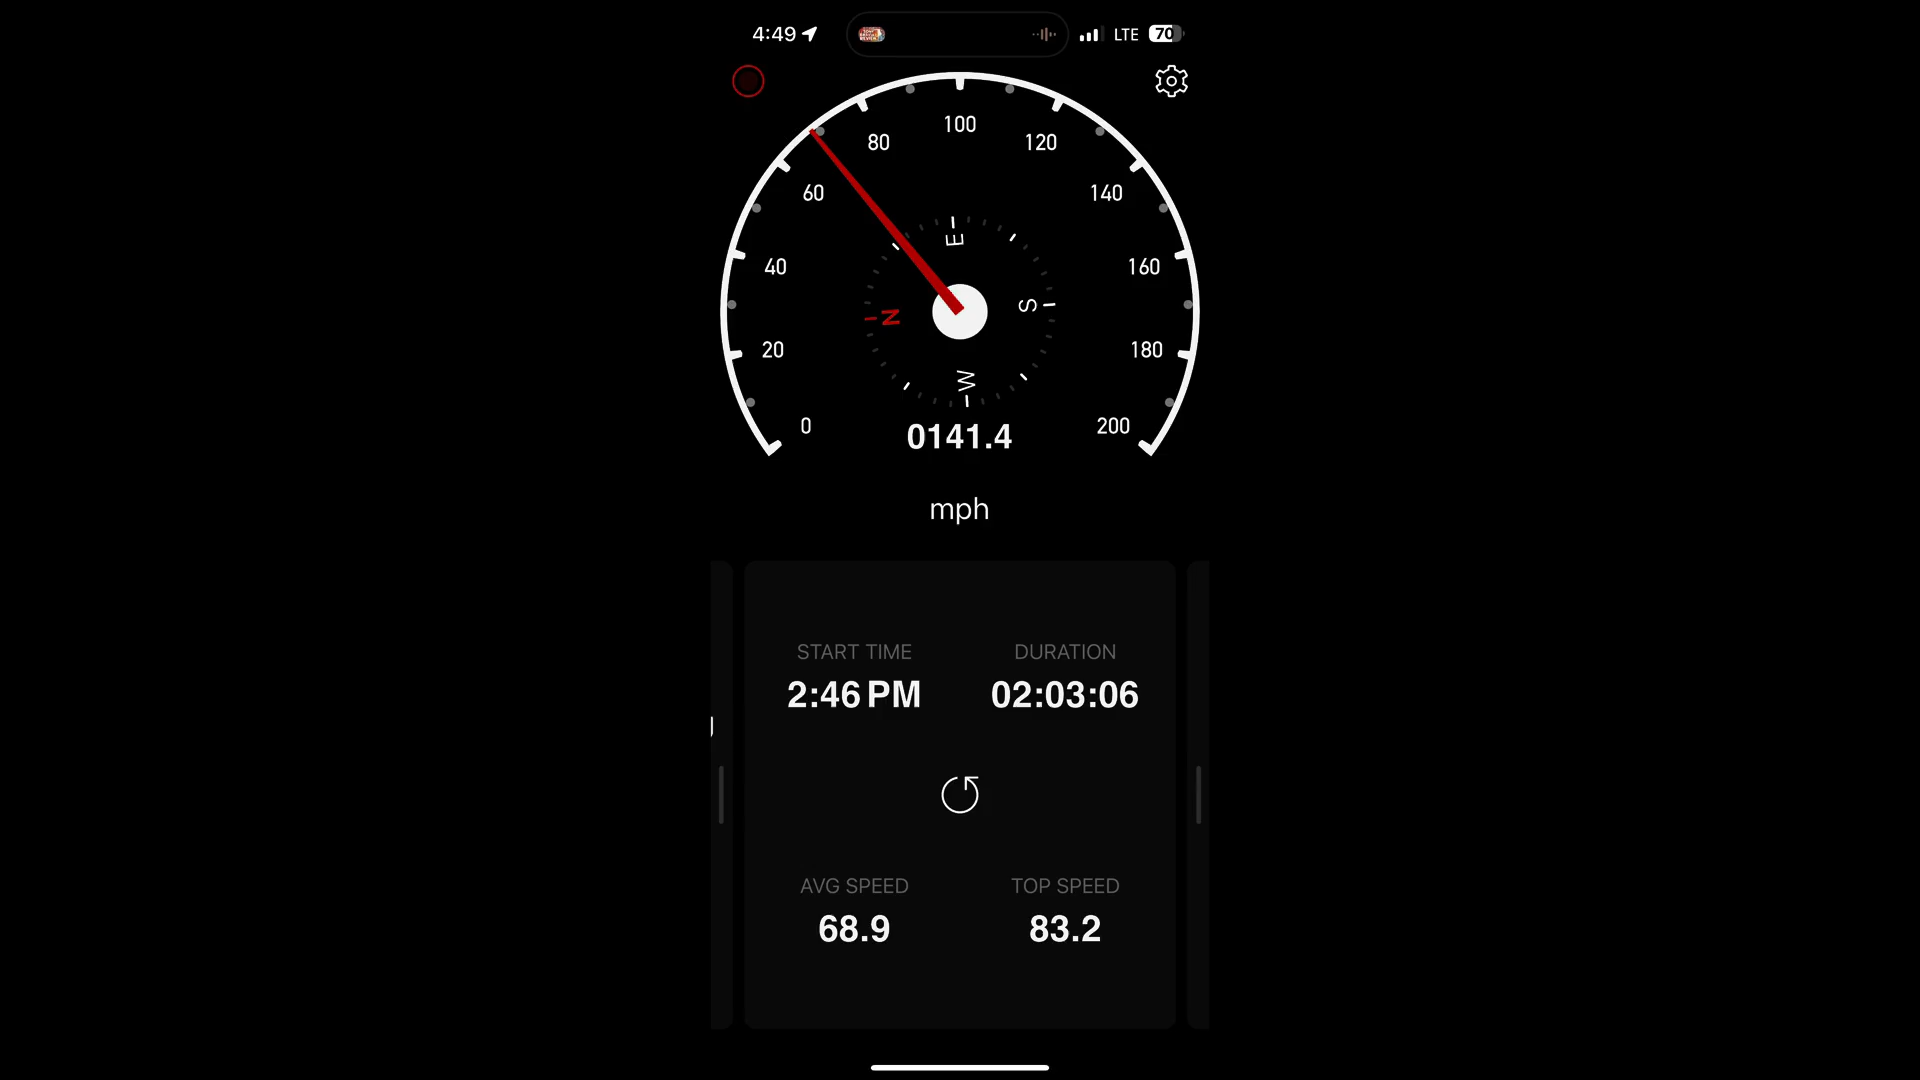 4:49 LTE 70
100
80 120
60 140
E
40 160
N S
20 180
W
0 200
0141.4
mph
START TIME DURATION
2:46 PM 02:03:06
AVG SPEED TOP SPEED
68.9 83.2